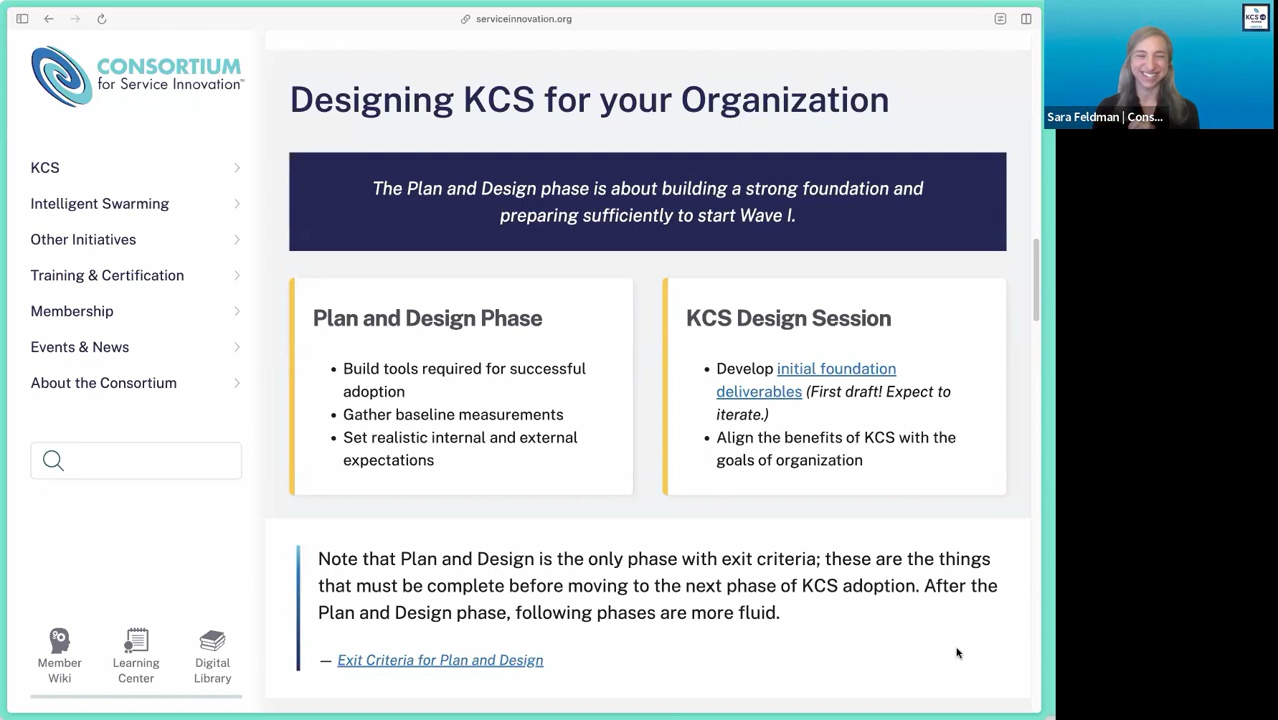 serviceinnovation.org
CONSORTIUM
for Service Innovation™
KCS
Intelligent Swarming
Other Initiatives
Training & Certification
Membership
Events & News
About the Consortium
Member
Wiki
Learning
Center
Digital
Library
Designing KCS for your Organization
The Plan and Design phase is about building a strong foundation and
preparing sufficiently to start Wave I.
Plan and Design Phase
• Build tools required for successful
adoption
• Gather baseline measurements
• Set realistic internal and external
expectations
KCS Design Session
• Develop initial foundation
deliverables (First draft! Expect to
iterate.)
• Align the benefits of KCS with the
goals of organization
Note that Plan and Design is the only phase with exit criteria; these are the things
that must be complete before moving to the next phase of KCS adoption. After the
Plan and Design phase, following phases are more fluid.
— Exit Criteria for Plan and Design
KCS
Sara Feldman | Cons...